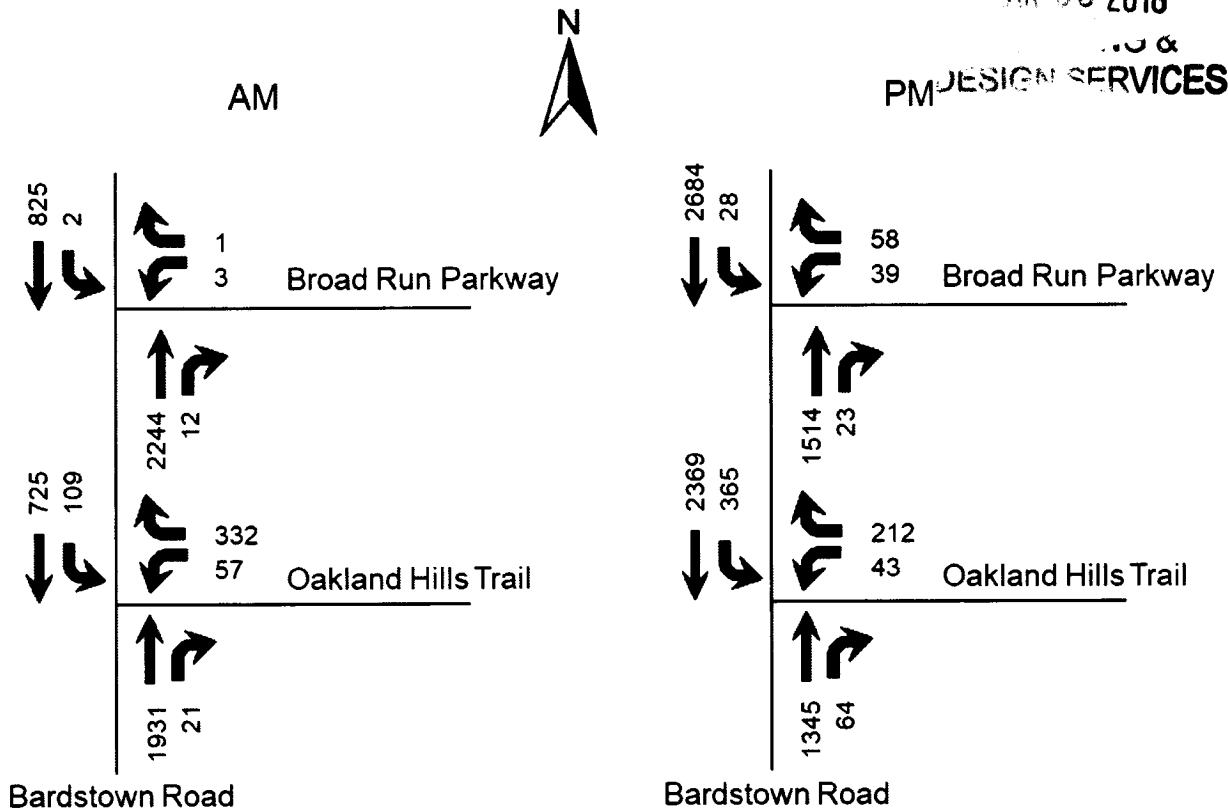 N
2018
&
AM
PM
DESIGN SERVICES
825
2
1
3
Broad Run Parkway
2244
12
725
109
332
57
Oakland Hills Trail
1931
21
Bardstown Road
2684
28
58
39
Broad Run Parkway
1514
23
2369
365
212
43
Oakland Hills Trail
1345
64
Bardstown Road